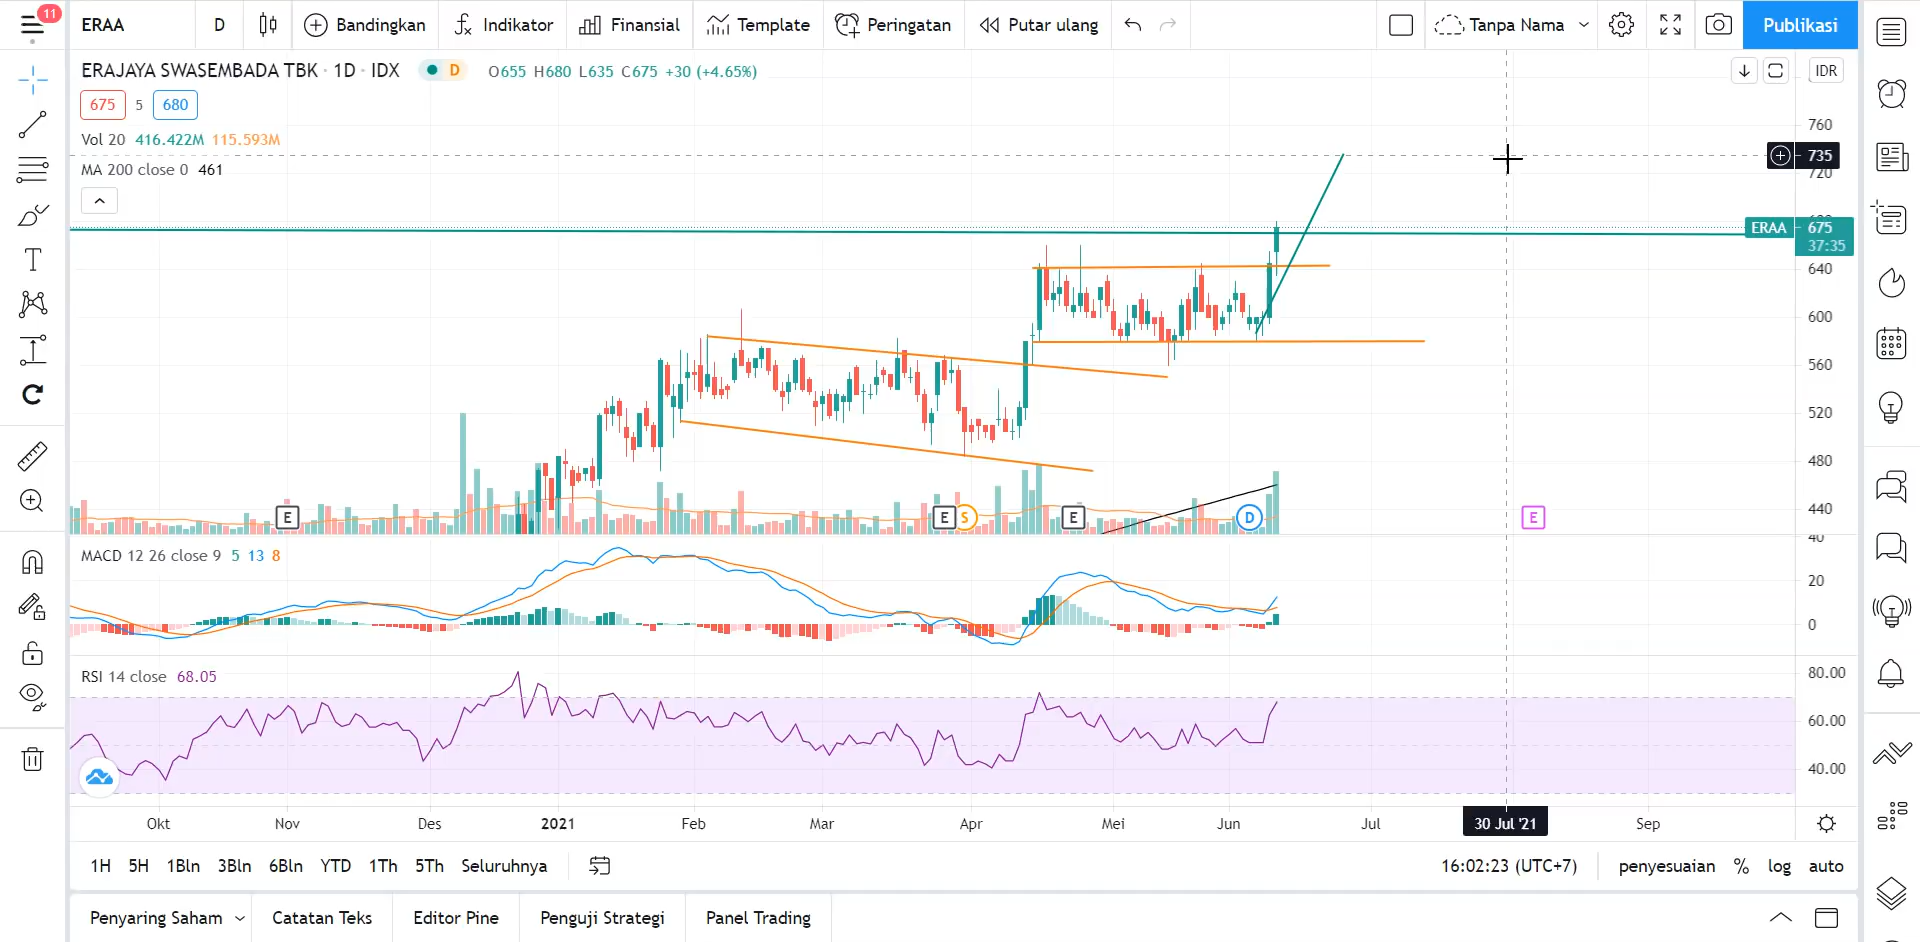 11
ERAA
D
Bandingkan
Indikator
Finansial
Template
Peringatan
Putar ulang
Tanpa Nama
Publikasi
ERAJAYA SWASEMBADA TBK · 1D · IDX
D
O655 H680 L635 C675 +30 (+4.65%)
IDR
675 5 680
Vol 20 416.422M 115.593M
MA 200 close 0 461
760
735
720
ERAA 675
37:35
640
600
560
520
480
440
E E S E D E
MACD 12 26 close 9 5 13 8
40
20
0
RSI 14 close 68.05
80.00
60.00
40.00
Okt Nov Des 2021 Feb Mar Apr Mei Jun Jul 30 Jul '21 Sep
1H 5H 1Bln 3Bln 6Bln YTD 1Th 5Th Seluruhnya
16:02:23 (UTC+7) penyesuaian % log auto
Penyaring Saham Catatan Teks Editor Pine Penguji Strategi Panel Trading